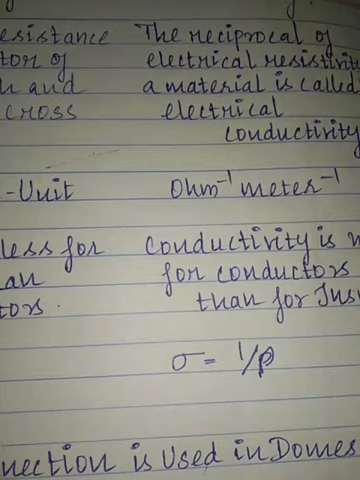 esistance The reciprocal of
tor of electrical resistivity
and a material is called
cross electrical
conductivity
-Unit Ohm⁻¹ meter⁻¹
less for Conductivity is
an for conductors
tors. than for Insu
σ = 1/ρ
nection is Used in Domes